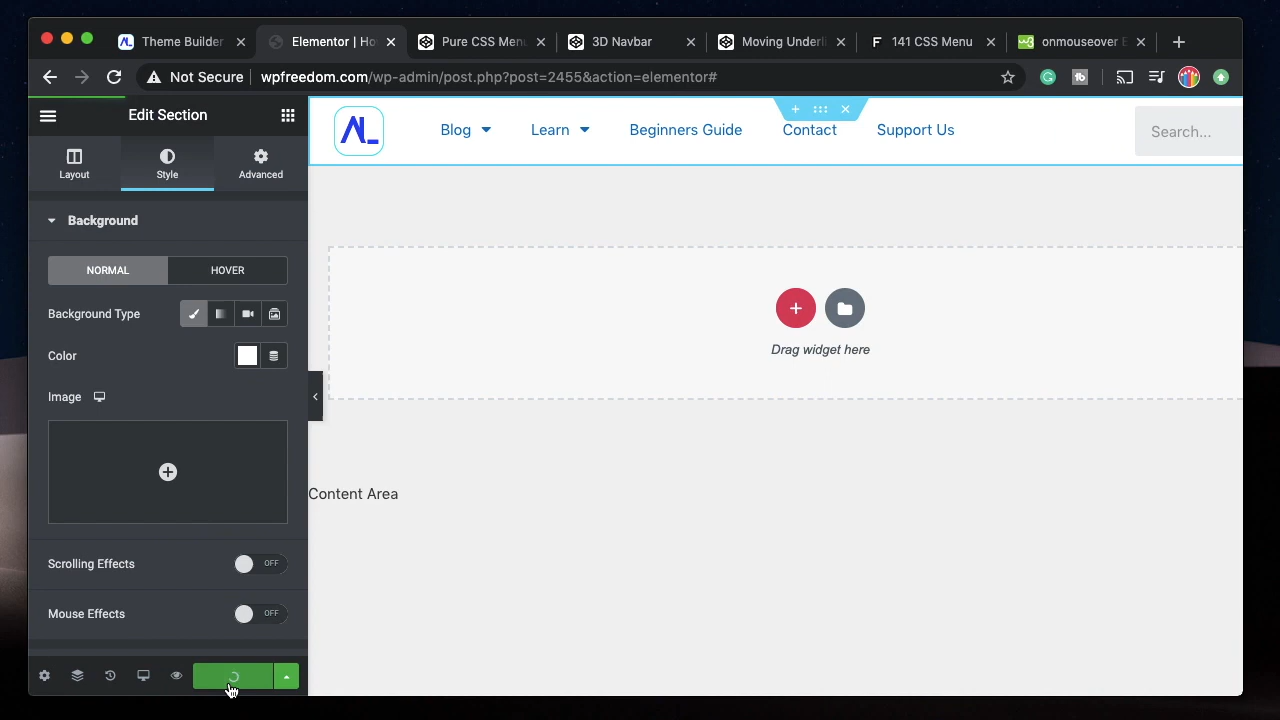 Theme Builder
Elementor | Ho
Pure CSS Men
3D Navbar
Moving Underli
F 141 CSS Menu
onmouseover E
Not Secure | wpfreedom.com/wp-admin/post.php?post=2455&action=elementor#
Edit Section
Layout
Style
Advanced
Background
NORMAL
HOVER
Background Type
Color
Image
Scrolling Effects
OFF
Mouse Effects
OFF
AL_
Blog
Learn
Beginners Guide
Contact
Support Us
Search...
Drag widget here
Content Area